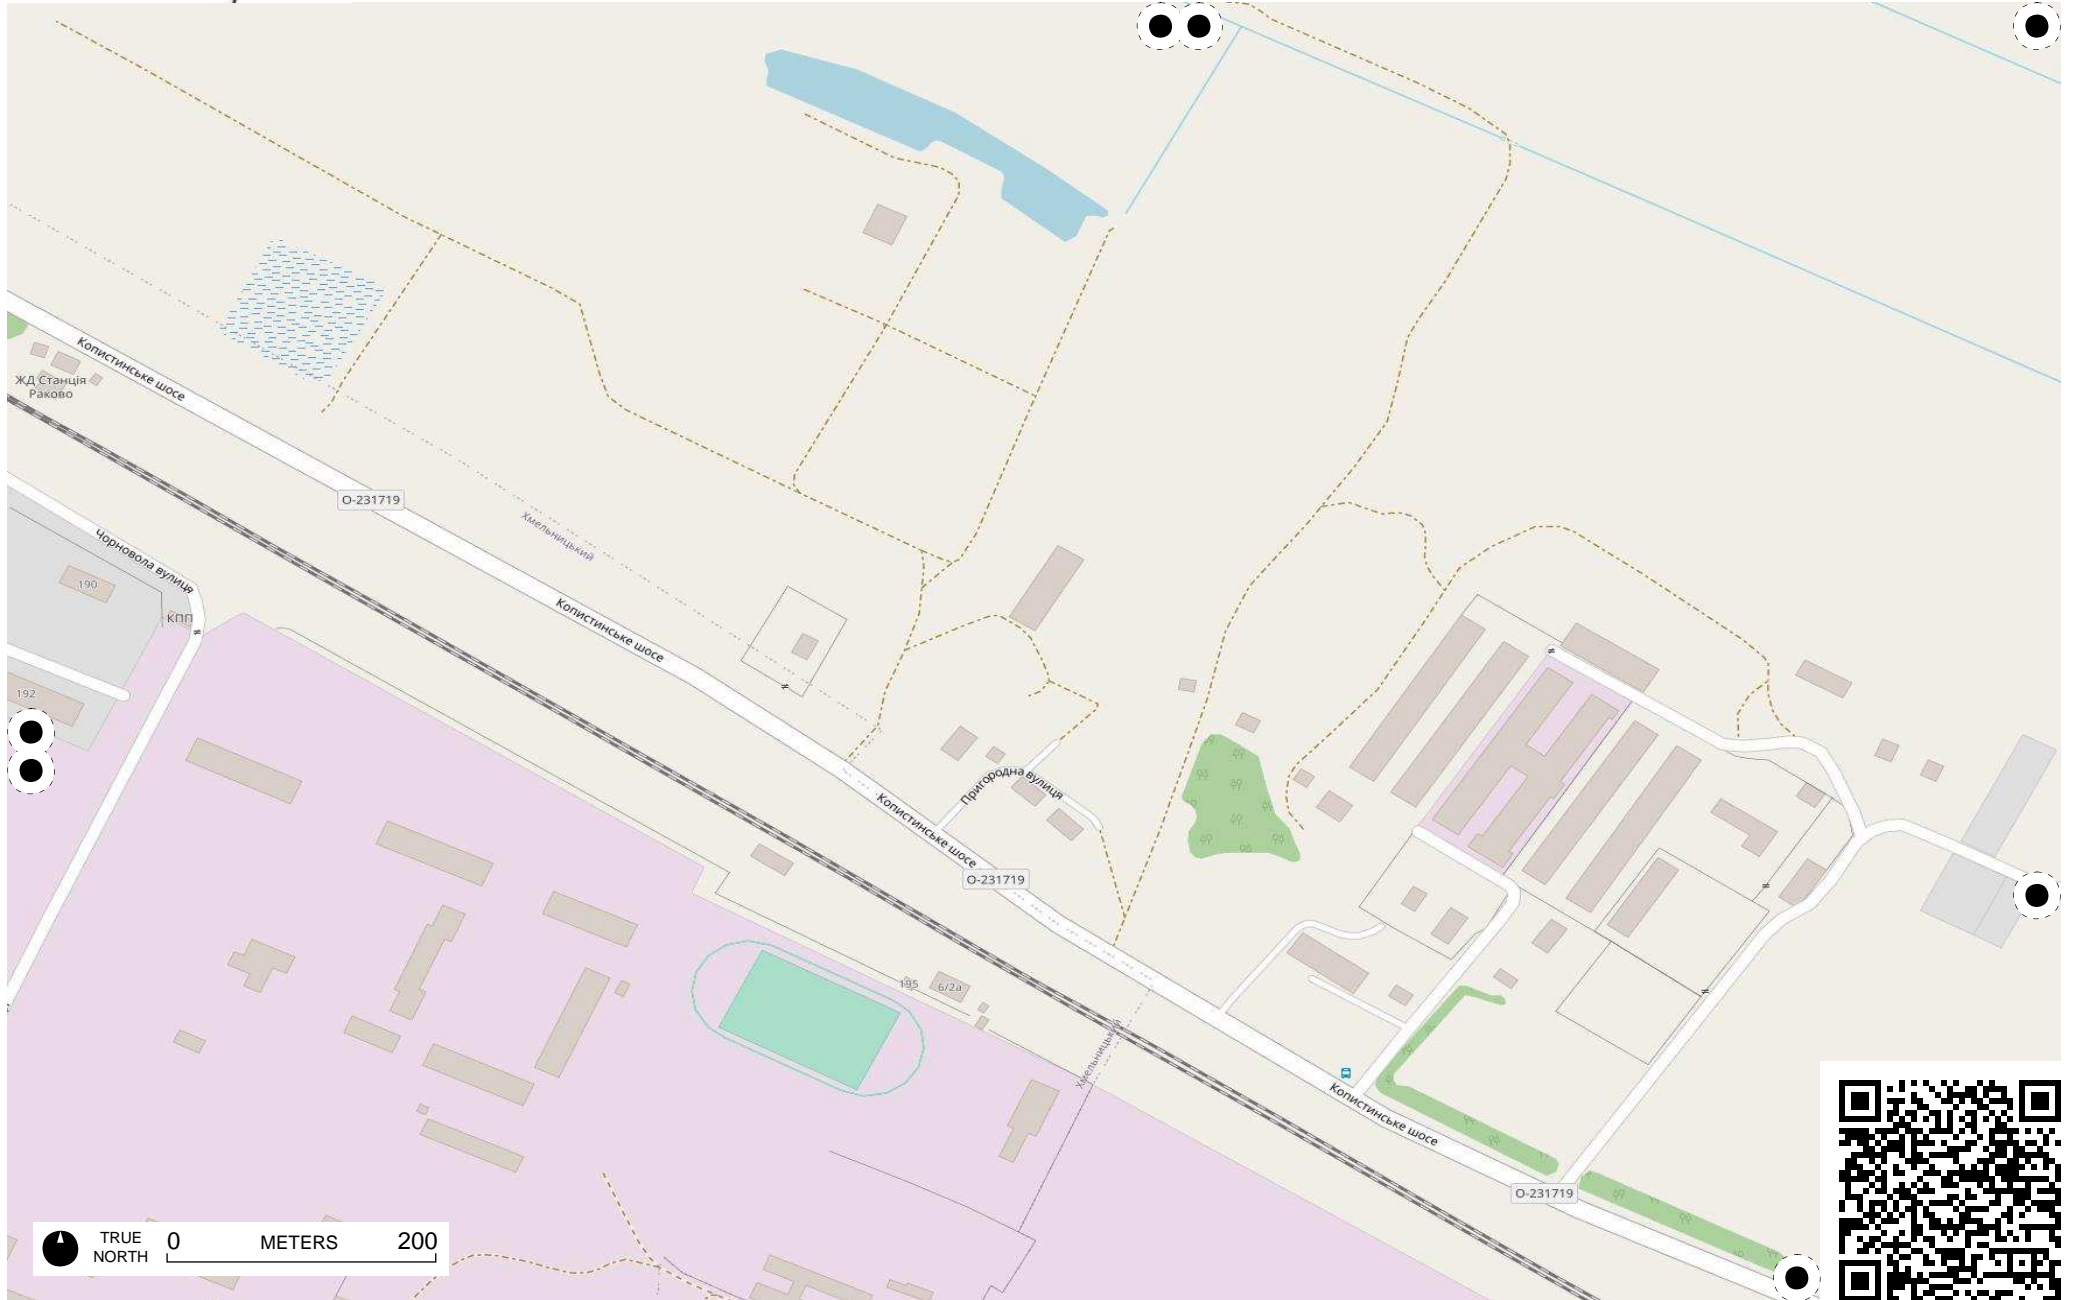 Копистинське шосе
ЖД Станція
Раково
О-231719
Хмельницький
Чорновола вулиця
190
КПП
Копистинське шосе
192
Пригородна вулиця
Копистинське шосе
О-231719
195
6/2а
Хмельницький
Копистинське шосе
О-231719
TRUE
NORTH
0
METERS
200